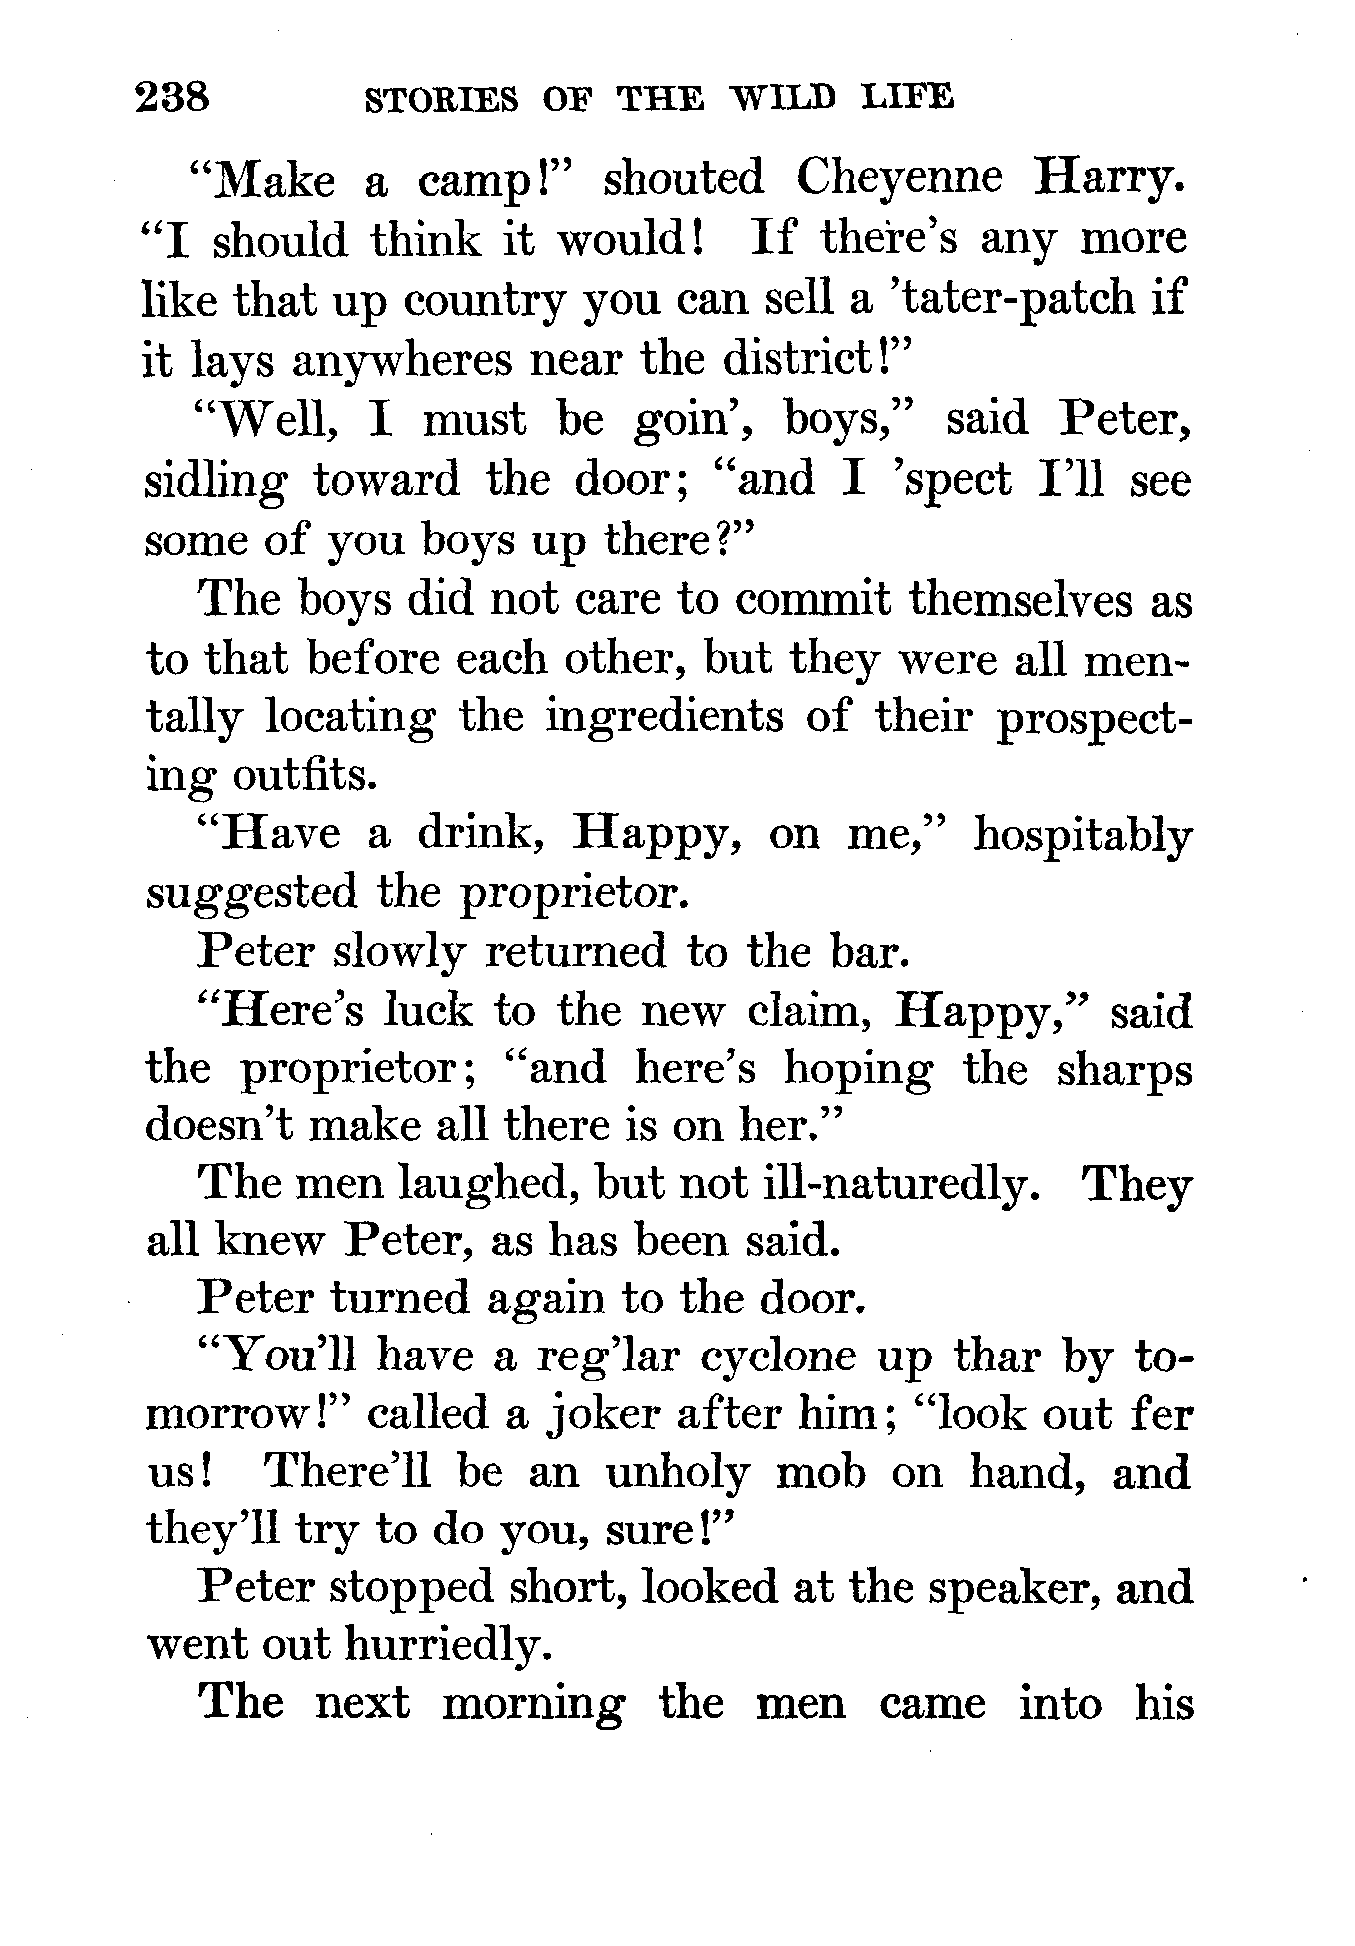 238 STORIES OF THE WILD LIFE
“Make a camp!” shouted Cheyenne Harry.
“I should think it would! If there’s any more
like that up country you can sell a ’tater-patch if
it lays anywheres near the district!”
“Well, I must be goin’, boys,” said Peter,
sidling toward the door; “and I ’spect I’ll see
some of you boys up there?”
The boys did not care to commit themselves as
to that before each other, but they were all men-
tally locating the ingredients of their prospect-
ing outfits.
“Have a drink, Happy, on me,” hospitably
suggested the proprietor.
Peter slowly returned to the bar.
“Here’s luck to the new claim, Happy,” said
the proprietor; “and here’s hoping the sharps
doesn’t make all there is on her.”
The men laughed, but not ill-naturedly. They
all knew Peter, as has been said.
Peter turned again to the door.
“You’ll have a reg’lar cyclone up thar by to-
morrow!” called a joker after him; “look out fer
us! There’ll be an unholy mob on hand, and
they’ll try to do you, sure!”
Peter stopped short, looked at the speaker, and
went out hurriedly.
The next morning the men came into his